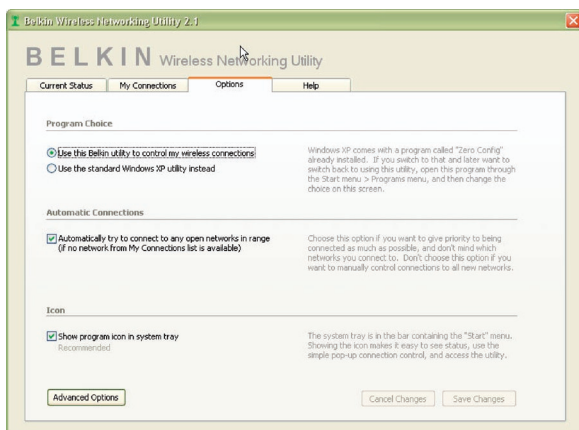 Belkin Wireless Networking Utility 2.1
BELKIN Wireless Networking Utility
Current Status
My Connections
Options
Help
Program Choice
Use this Belkin utility to control my wireless connections
Use the standard Windows XP utility instead
Windows XP comes with a program called "Zero Config"
already installed. If you switch to that and later want to
switch back to using this utility, open this program through
the Start menu > Programs menu, and then change the
choice on this screen.
Automatic Connections
Automatically try to connect to any open networks in range
(if no network from My Connections list is available)
Choose this option if you want to give priority to being
connected as much as possible, and don't mind which
networks you connect to. Don't choose this option if you
want to manually control connections to all new networks.
Icon
Show program icon in system tray
Recommended
The system tray is in the bar containing the "Start" menu.
Showing the icon makes it easy to see status, use the
simple pop-up connection control, and access the utility.
Advanced Options
Cancel Changes
Save Changes